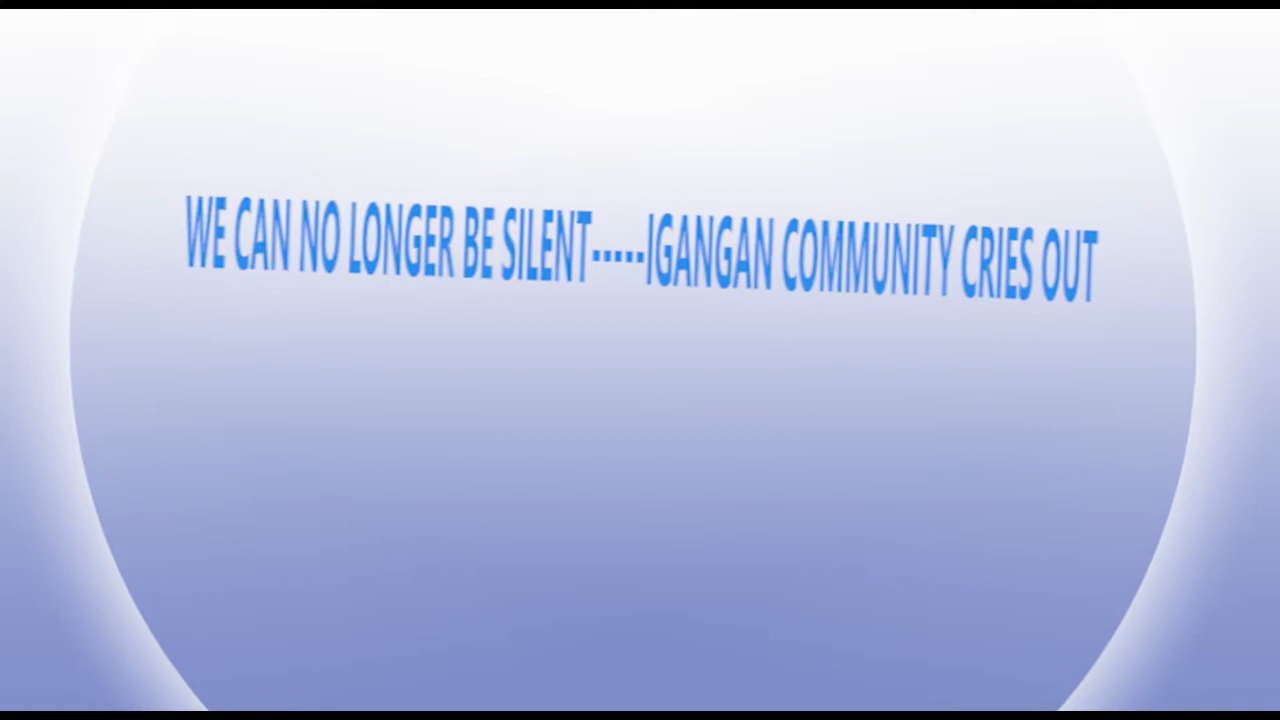 WE CAN NO LONGER BE SILENT-----IGANGAN COMMUNITY CRIES OUT